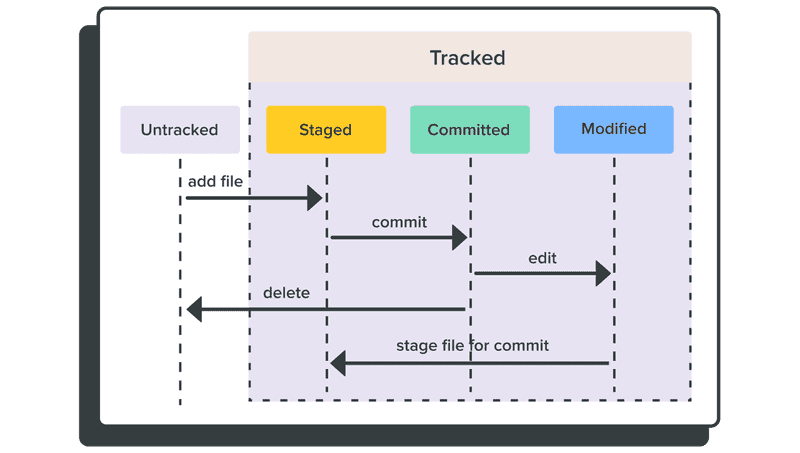 Tracked
Untracked
Staged
Committed
Modified
add file
commit
edit
delete
stage file for commit